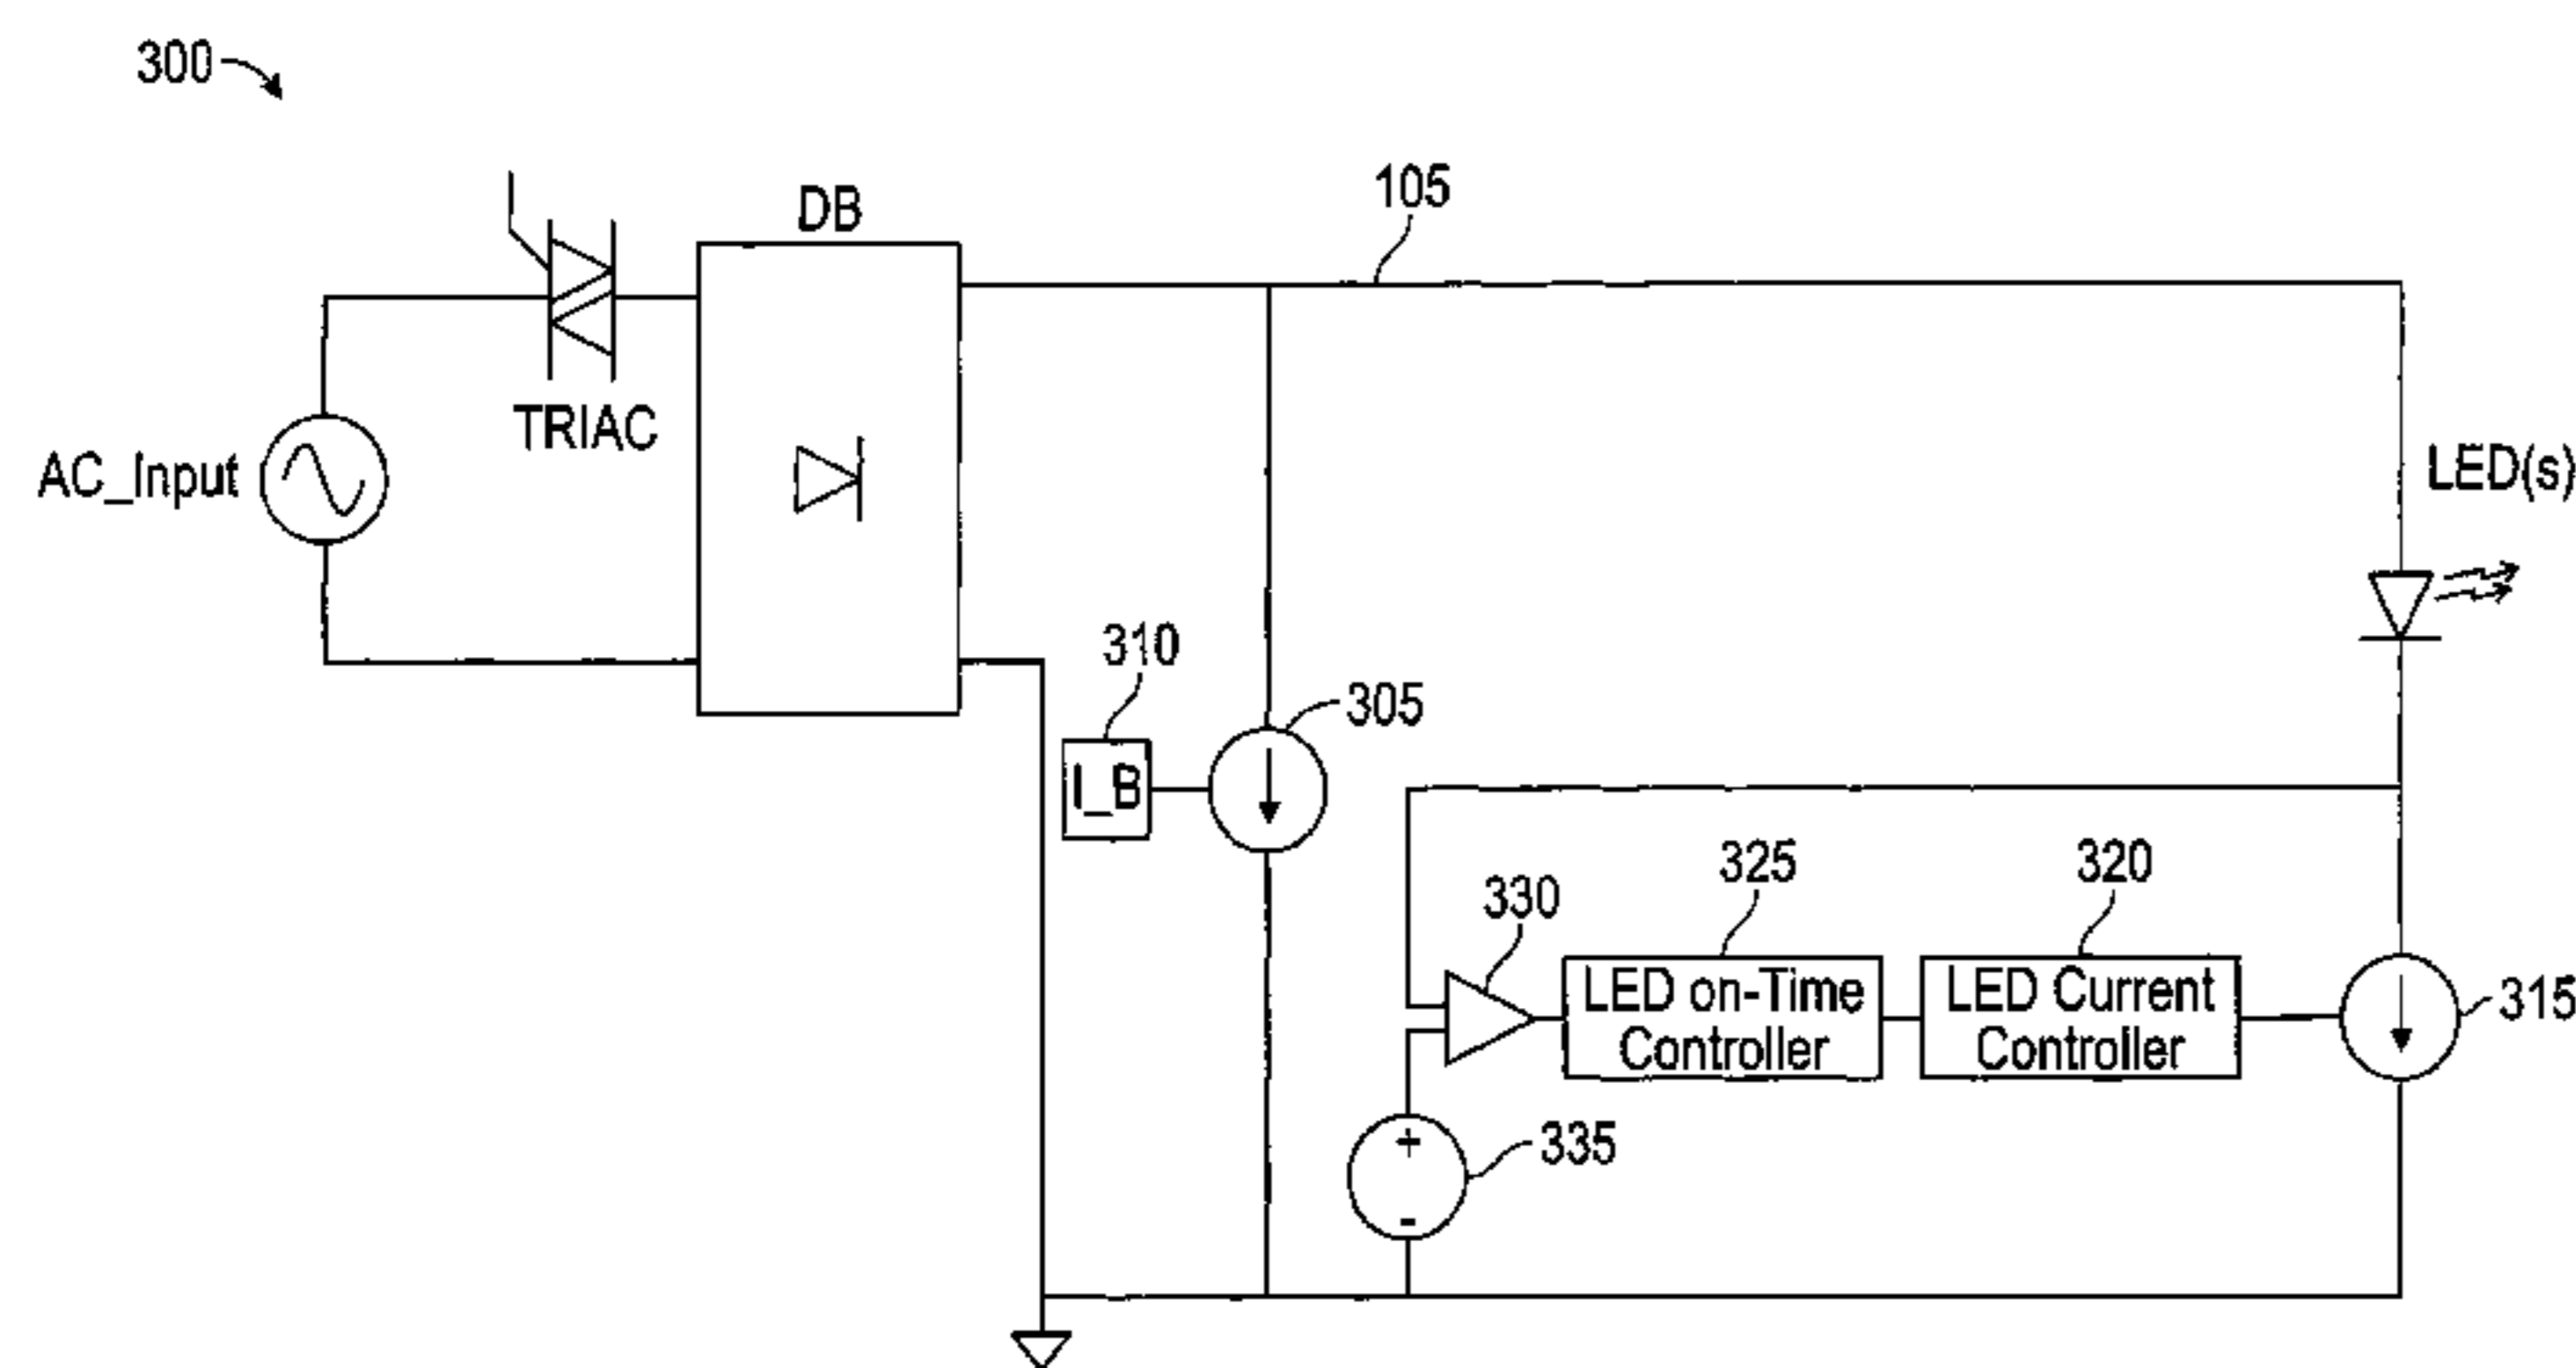 300
105
DB
TRIAC
AC_Input
LED(s)
310
305
I_B
330
325
320
LED on-Time
Controller
LED Current
Controller
315
+
335
-